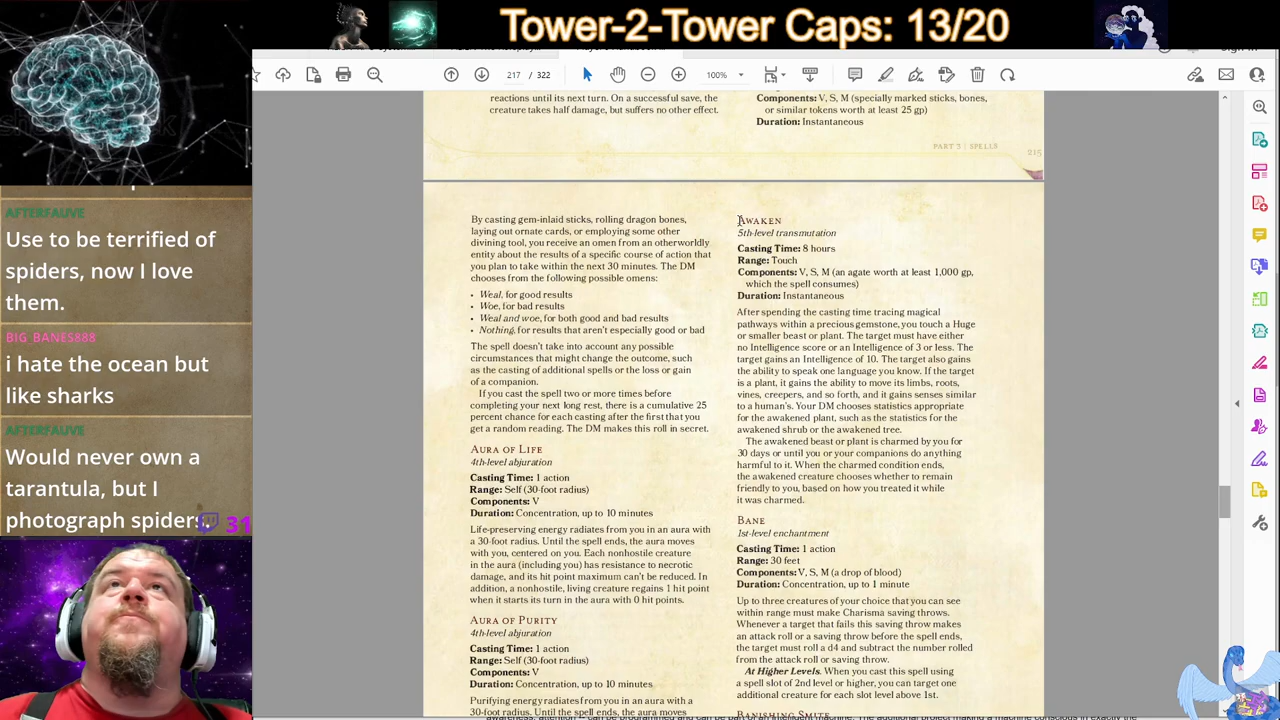 Tower-2-Tower Caps: 13/20
AFTERFAUVE
Use to be terrified of
spiders, now I love
them.
BIG_BANES888
i hate the ocean but
like sharks
AFTERFAUVE
Would never own a
tarantula, but I
photograph spiders.
31
217 / 322
100%
reactions until its next turn. On a successful save, the
creature takes half damage, but suffers no other effect.
Components: V, S, M (specially marked sticks, bones,
or similar tokens worth at least 25 gp)
Duration: Instantaneous
PART 3 | SPELLS
215
By casting gem-inlaid sticks, rolling dragon bones,
laying out ornate cards, or employing some other
divining tool, you receive an omen from an otherworldly
entity about the results of a specific course of action that
you plan to take within the next 30 minutes. The DM
chooses from the following possible omens:
• Weal, for good results
• Woe, for bad results
• Weal and woe, for both good and bad results
• Nothing, for results that aren't especially good or bad
The spell doesn't take into account any possible
circumstances that might change the outcome, such
as the casting of additional spells or the loss or gain
of a companion.
If you cast the spell two or more times before
completing your next long rest, there is a cumulative 25
percent chance for each casting after the first that you
get a random reading. The DM makes this roll in secret.
AURA OF LIFE
4th-level abjuration
Casting Time: 1 action
Range: Self (30-foot radius)
Components: V
Duration: Concentration, up to 10 minutes
Life-preserving energy radiates from you in an aura with
a 30-foot radius. Until the spell ends, the aura moves
with you, centered on you. Each nonhostile creature
in the aura (including you) has resistance to necrotic
damage, and its hit point maximum can't be reduced. In
addition, a nonhostile, living creature regains 1 hit point
when it starts its turn in the aura with 0 hit points.
AURA OF PURITY
4th-level abjuration
Casting Time: 1 action
Range: Self (30-foot radius)
Components: V
Duration: Concentration, up to 10 minutes
Purifying energy radiates from you in an aura with a
30-foot radius. Until the spell ends, the aura moves
AWAKEN
5th-level transmutation
Casting Time: 8 hours
Range: Touch
Components: V, S, M (an agate worth at least 1,000 gp,
which the spell consumes)
Duration: Instantaneous
After spending the casting time tracing magical
pathways within a precious gemstone, you touch a Huge
or smaller beast or plant. The target must have either
no Intelligence score or an Intelligence of 3 or less. The
target gains an Intelligence of 10. The target also gains
the ability to speak one language you know. If the target
is a plant, it gains the ability to move its limbs, roots,
vines, creepers, and so forth, and it gains senses similar
to a human's. Your DM chooses statistics appropriate
for the awakened plant, such as the statistics for the
awakened shrub or the awakened tree.
The awakened beast or plant is charmed by you for
30 days or until you or your companions do anything
harmful to it. When the charmed condition ends,
the awakened creature chooses whether to remain
friendly to you, based on how you treated it while
it was charmed.
BANE
1st-level enchantment
Casting Time: 1 action
Range: 30 feet
Components: V, S, M (a drop of blood)
Duration: Concentration, up to 1 minute
Up to three creatures of your choice that you can see
within range must make Charisma saving throws.
Whenever a target that fails this saving throw makes
an attack roll or a saving throw before the spell ends,
the target must roll a d4 and subtract the number rolled
from the attack roll or saving throw.
At Higher Levels. When you cast this spell using
a spell slot of 2nd level or higher, you can target one
additional creature for each slot level above 1st.
BANISHING SMITE